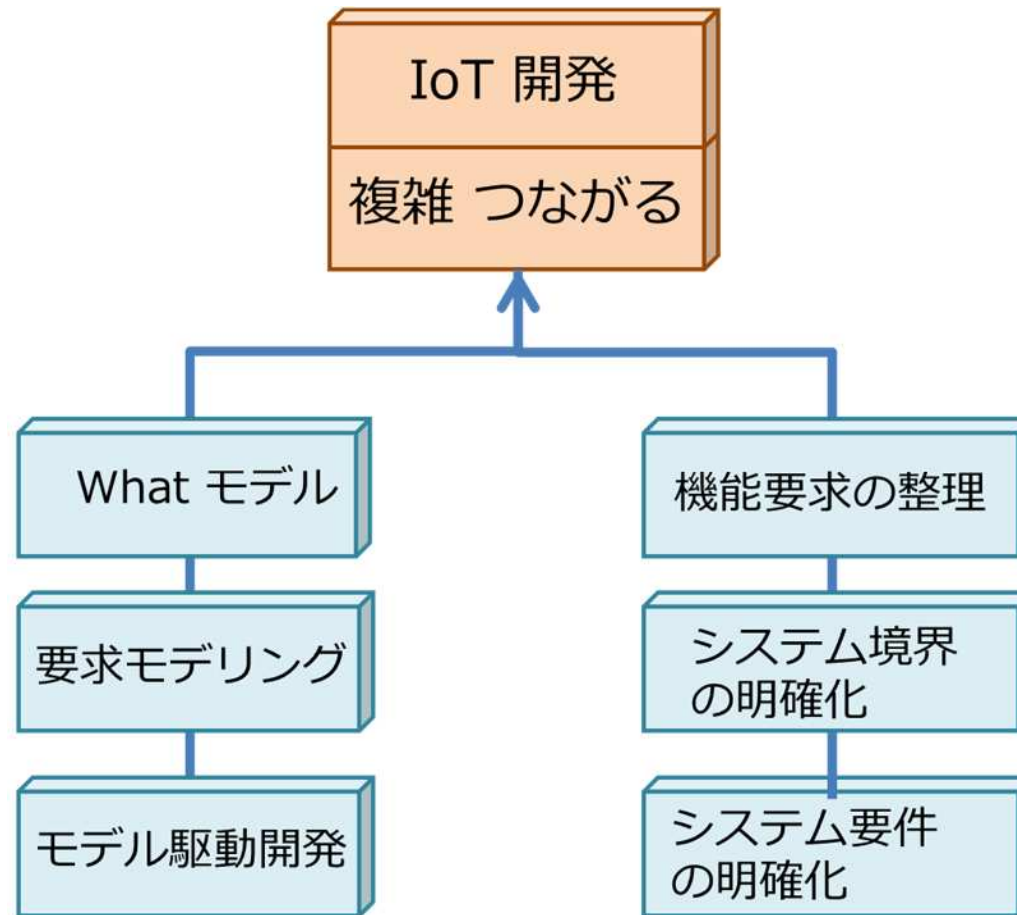 IoT 開発
複雑 つながる
What モデル
要求モデリング
モデル駆動開発
機能要求の整理
システム境界
の明確化
システム要件
の明確化